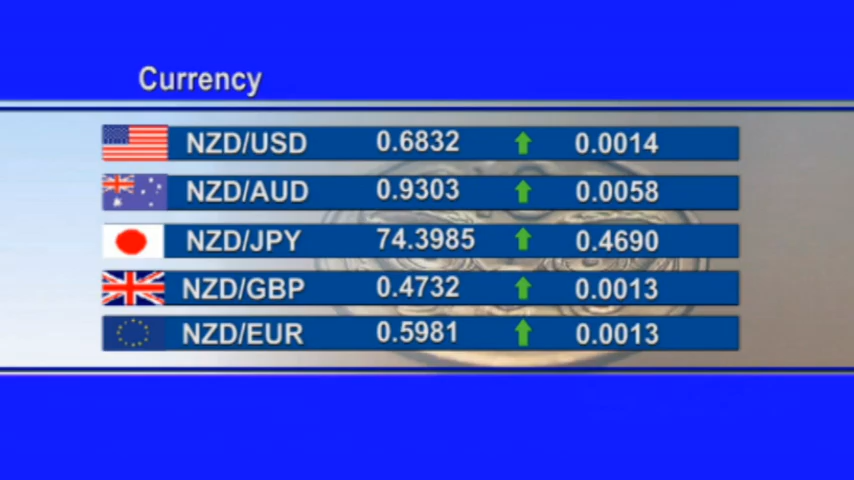 Currency
NZD/USD 0.6832 0.0014
NZD/AUD 0.9303 0.0058
NZD/JPY 74.3985 0.4690
NZD/GBP 0.4732 0.0013
NZD/EUR 0.5981 0.0013